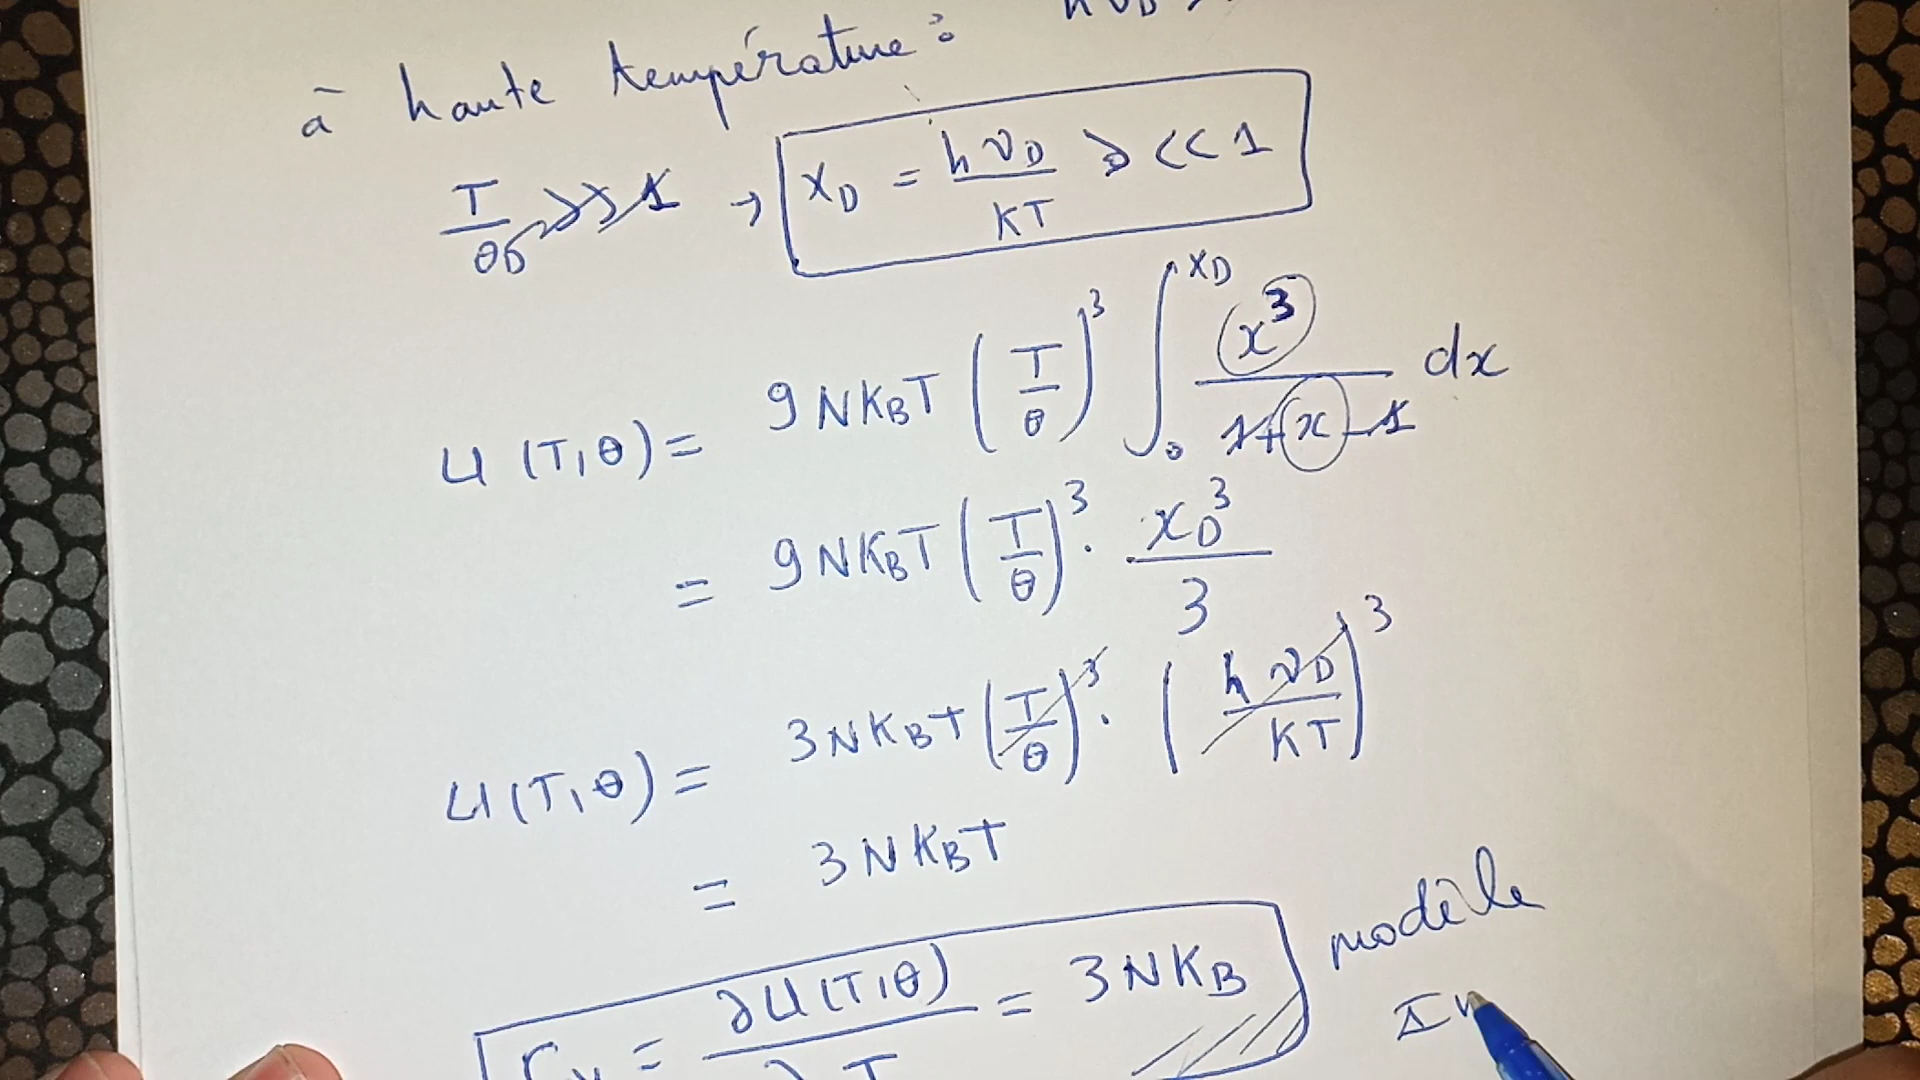 à haute température :
T/θD >> 1 → xD = hνD/KT << 1
U (T, θ) = 9NKBT (T/θ)³ ∫₀^xD x³/(1+x-1) dx
= 9NKBT (T/θ)³ . xD³/3
U(T, θ) = 3NKBT (T/θ)³ . (hνD/KT)³
= 3NKBT
modèle
= ∂U(T, θ)/∂T = 3NKB